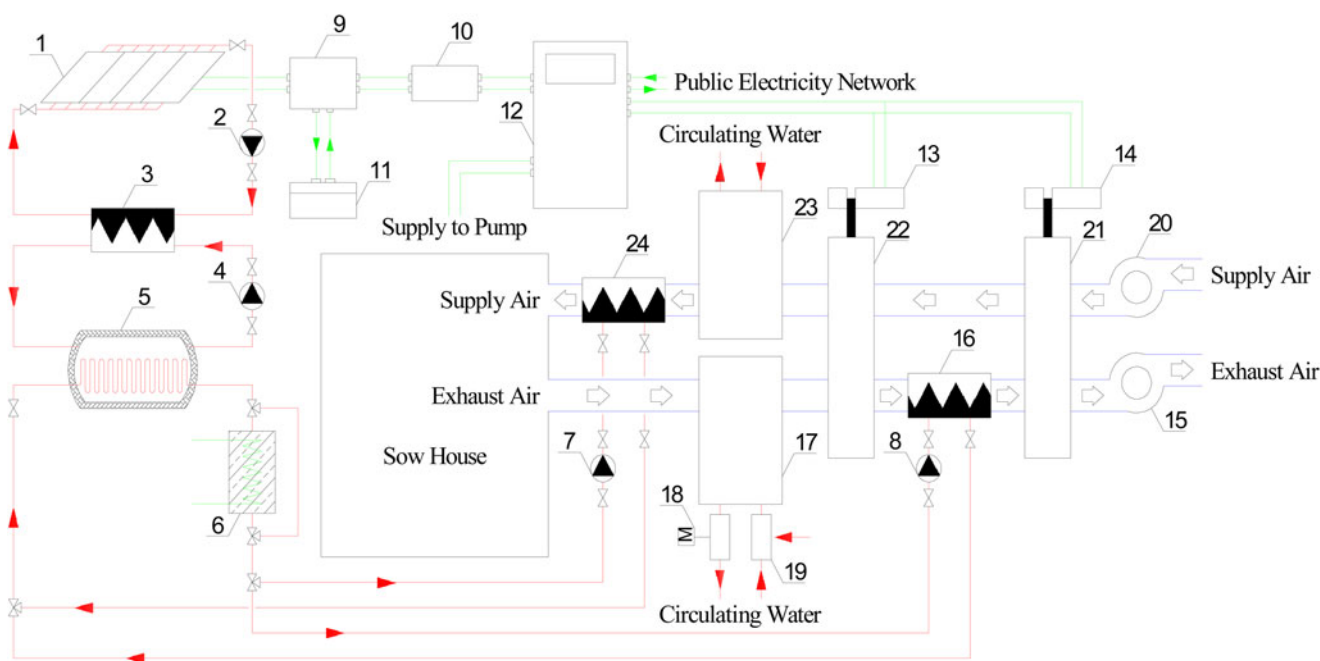 1
9
10
2
12
Public Electricity Network
Circulating Water
13
14
3
11
Supply to Pump
23
22
21
20
4
24
Supply Air
Supply Air
5
16
Exhaust Air
Exhaust Air
15
Sow House
7
17
8
18
M
6
19
Circulating Water